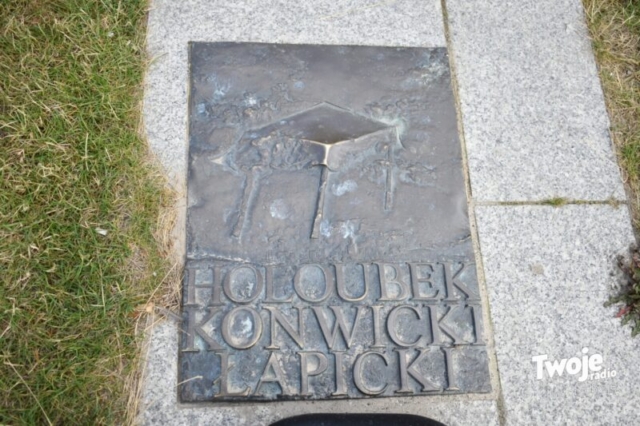 HOLOUBEK
KONWICKI
ŁAPICKI
Twoje
radio